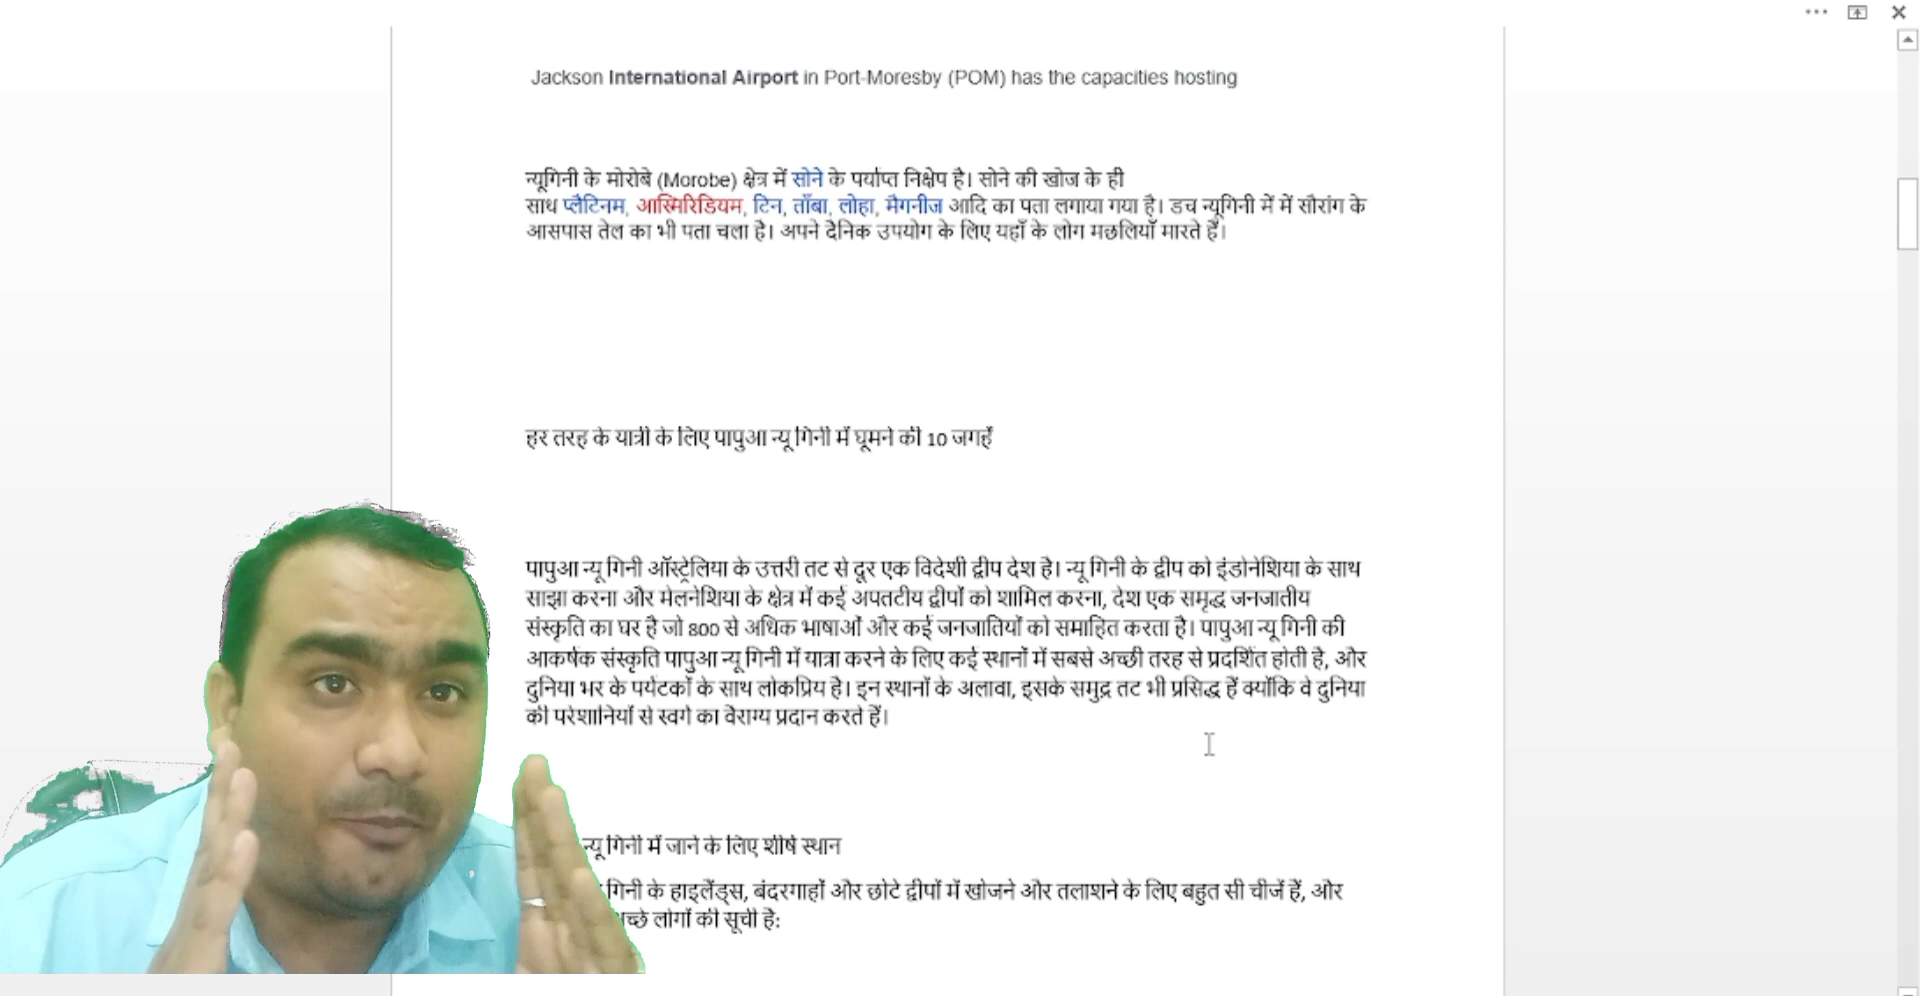 Jackson International Airport in Port-Moresby (POM) has the capacities hosting
न्यूगिनी के मोरोबे (Morobe) क्षेत्र में सोने के पर्याप्त निक्षेप है। सोने की खोज के ही
साथ प्लैटिनम, आस्मिरिडियम, टिन, ताँबा, लोहा, मैगनीज आदि का पता लगाया गया है। डच न्यूगिनी में में सौरांग के
आसपास तेल का भी पता चला है। अपने दैनिक उपयोग के लिए यहाँ के लोग मछलियाँ मारते हैं।
हर तरह के यात्री के लिए पापुआ न्यू गिनी में घूमने की 10 जगहें
पापुआ न्यू गिनी ऑस्ट्रेलिया के उत्तरी तट से दूर एक विदेशी द्वीप देश है। न्यू गिनी के द्वीप को इंडोनेशिया के साथ
साझा करना और मेलनेशिया के क्षेत्र में कई अपतटीय द्वीपों को शामिल करना, देश एक समृद्ध जनजातीय
संस्कृति का घर है जो 800 से अधिक भाषाओं और कई जनजातियों को समाहित करता है। पापुआ न्यू गिनी की
आकर्षक संस्कृति पापुआ न्यू गिनी में यात्रा करने के लिए कई स्थानों में सबसे अच्छी तरह से प्रदर्शित होती है, और
दुनिया भर के पर्यटकों के साथ लोकप्रिय है। इन स्थानों के अलावा, इसके समुद्र तट भी प्रसिद्ध हैं क्योंकि वे दुनिया
की परेशानियों से स्वर्ग का वैराग्य प्रदान करते हैं।
न्यू गिनी में जाने के लिए शीर्ष स्थान
गिनी के हाइलैंड्स, बंदरगाहों और छोटे द्वीपों में खोजने और तलाशने के लिए बहुत सी चीजें हैं, और
लोगों की सूची है: